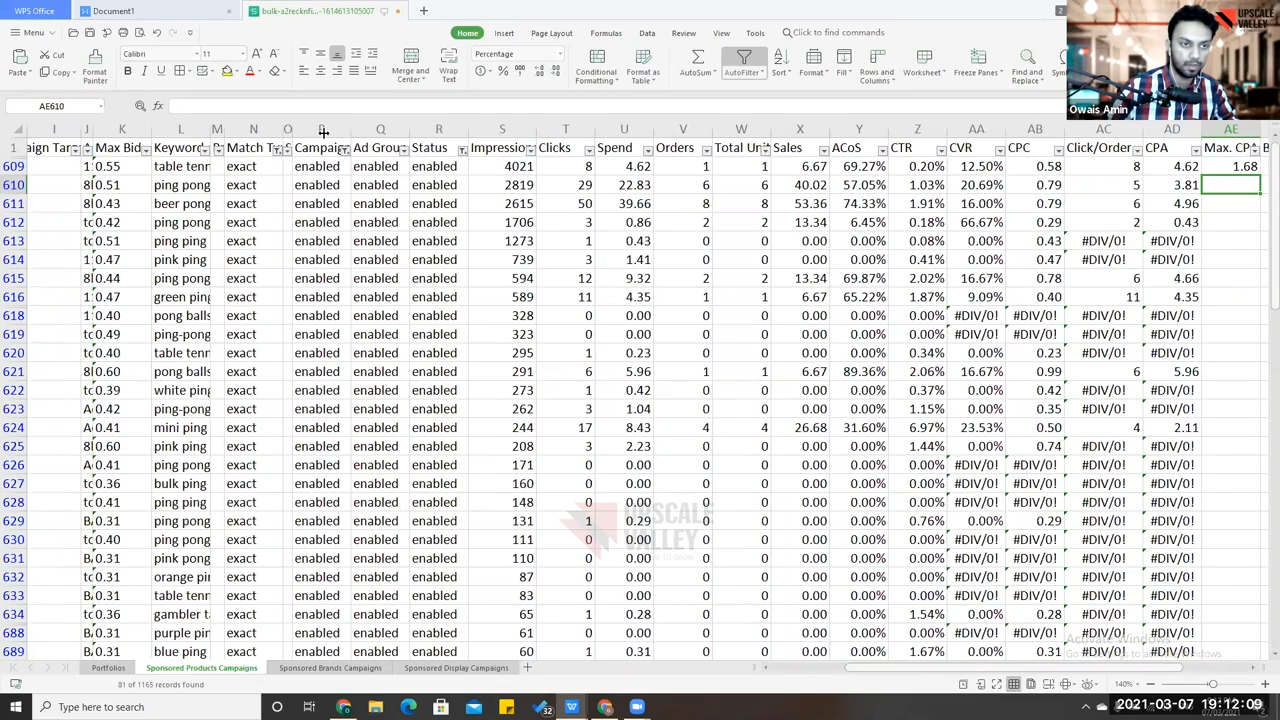 WPS Office
Document1
bulk-a2recknfi...-1614613105007
Menu
Home
Insert
Page Layout
Formulas
Data
Review
View
Tools
Click to find commands
Paste
Cut
Copy
Format Painter
Calibri
11
Merge and Center
Wrap Text
Percentage
Conditional Formatting
Format as Table
AutoSum
AutoFilter
Sort
Format
Fill
Rows and Columns
Worksheet
Freeze Panes
Find and Replace
UPSCALE VALLEY
Owais Amin
AE610
I J K L M N O Q R S T U V W X Y Z AA AB AC AD AE
1 aign Tar Max Bid Keyword Match T Campaig Ad Grou Status Impression Clicks Spend Orders Total Uni Sales ACoS CTR CVR CPC Click/Order CPA Max. CP B
609 0.55 table tenn exact enabled enabled enabled 4021 8 4.62 1 1 6.67 69.27% 0.20% 12.50% 0.58 8 4.62 1.68
610 0.51 ping pong exact enabled enabled enabled 2819 29 22.83 6 6 40.02 57.05% 1.03% 20.69% 0.79 5 3.81
611 0.43 beer pong exact enabled enabled enabled 2615 50 39.66 8 8 53.36 74.33% 1.91% 16.00% 0.79 6 4.96
612 0.42 ping pong exact enabled enabled enabled 1706 3 0.86 2 2 13.34 6.45% 0.18% 66.67% 0.29 2 0.43
613 0.51 ping ping exact enabled enabled enabled 1273 1 0.43 0 0 0.00 0.00% 0.08% 0.00% 0.43 #DIV/0! #DIV/0!
614 0.47 pink ping exact enabled enabled enabled 739 3 1.41 0 0 0.00 0.00% 0.41% 0.00% 0.47 #DIV/0! #DIV/0!
615 0.44 ping pong exact enabled enabled enabled 594 12 9.32 2 2 13.34 69.87% 2.02% 16.67% 0.78 6 4.66
616 0.47 green ping exact enabled enabled enabled 589 11 4.35 1 1 6.67 65.22% 1.87% 9.09% 0.40 11 4.35
618 0.40 pong balls exact enabled enabled enabled 328 0 0.00 0 0 0.00 0.00% 0.00% #DIV/0! #DIV/0! #DIV/0! #DIV/0!
619 0.49 ping-pong exact enabled enabled enabled 323 0 0.00 0 0 0.00 0.00% 0.00% #DIV/0! #DIV/0! #DIV/0! #DIV/0!
620 0.40 table tenn exact enabled enabled enabled 295 1 0.23 0 0 0.00 0.00% 0.34% 0.00% 0.23 #DIV/0! #DIV/0!
621 0.60 pong balls exact enabled enabled enabled 291 6 5.96 1 1 6.67 89.36% 2.06% 16.67% 0.99 6 5.96
622 0.39 white ping exact enabled enabled enabled 273 1 0.42 0 0 0.00 0.00% 0.37% 0.00% 0.42 #DIV/0! #DIV/0!
623 0.42 ping-pong exact enabled enabled enabled 262 3 1.04 0 0 0.00 0.00% 1.15% 0.00% 0.35 #DIV/0! #DIV/0!
624 0.41 mini ping exact enabled enabled enabled 244 17 8.43 4 4 26.68 31.60% 6.97% 23.53% 0.50 4 2.11
625 0.60 pink ping exact enabled enabled enabled 208 3 2.23 0 0 0.00 0.00% 1.44% 0.00% 0.74 #DIV/0! #DIV/0!
626 0.41 ping pong exact enabled enabled enabled 171 0 0.00 0 0 0.00 0.00% 0.00% #DIV/0! #DIV/0! #DIV/0! #DIV/0!
627 0.36 bulk ping exact enabled enabled enabled 160 0 0.00 0 0 0.00 0.00% 0.00% #DIV/0! #DIV/0! #DIV/0! #DIV/0!
628 0.41 ping pong exact enabled enabled enabled 148 0 0.00 0 0 0.00 0.00% 0.00% #DIV/0! #DIV/0! #DIV/0! #DIV/0!
629 0.31 ping pong exact enabled enabled enabled 131 1 0.29 0 0 0.00 0.00% 0.76% 0.00% 0.29 #DIV/0! #DIV/0!
630 0.40 ping pong exact enabled enabled enabled 111 0 0.00 0 0 0.00 0.00% 0.00% #DIV/0! #DIV/0! #DIV/0! #DIV/0!
631 0.31 pink pong exact enabled enabled enabled 110 0 0.00 0 0 0.00 0.00% 0.00% #DIV/0! #DIV/0! #DIV/0! #DIV/0!
632 0.31 orange pin exact enabled enabled enabled 87 0 0.00 0 0 0.00 0.00% 0.00% #DIV/0! #DIV/0! #DIV/0! #DIV/0!
633 0.31 table tenn exact enabled enabled enabled 83 0 0.00 0 0 0.00 0.00% 0.00% #DIV/0! #DIV/0! #DIV/0! #DIV/0!
634 0.36 gambler ta exact enabled enabled enabled 65 1 0.28 0 0 0.00 0.00% 1.54% 0.00% 0.28 #DIV/0! #DIV/0!
688 0.31 purple pin exact enabled enabled enabled 61 0 0.00 0 0 0.00 0.00% 0.00% #DIV/0! #DIV/0! #DIV/0! #DIV/0!
689 0.31 blue ping exact enabled enabled enabled 60 1 0.31 0 0 0.00 0.00% 1.67% 0.00% 0.31 #DIV/0! #DIV/0!
UPSCALE VALLEY
Activate Windows
Portfolios
Sponsored Products Campaigns
Sponsored Brands Campaigns
Sponsored Display Campaigns
81 of 1165 records found
140%
Type here to search
32
2021-03-07 19:12:09